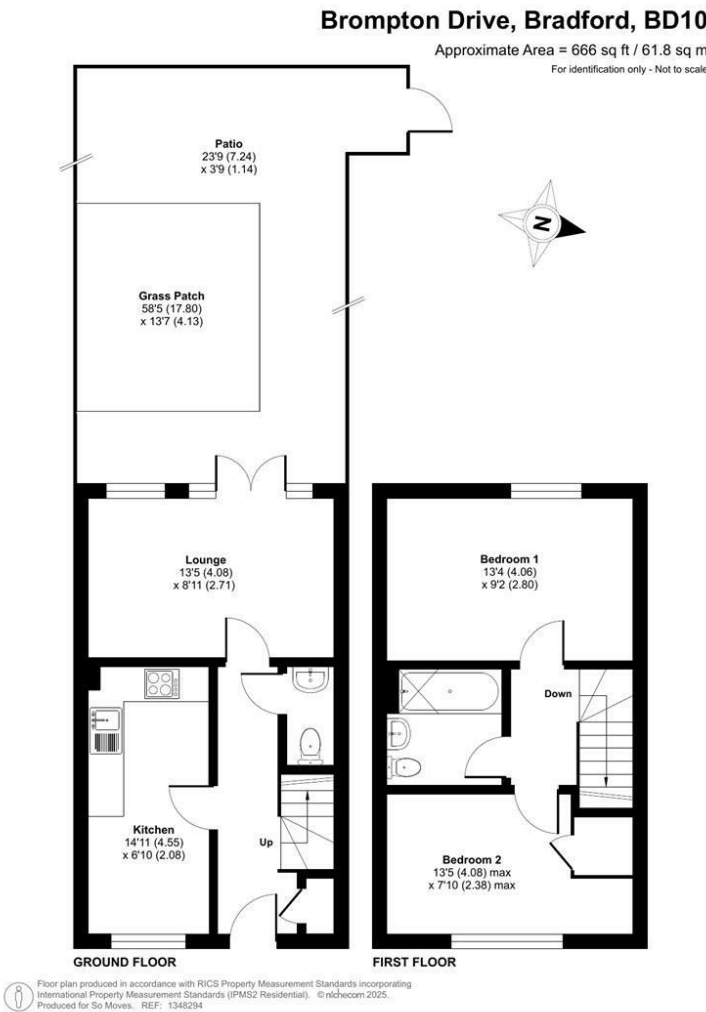 Brompton Drive, Bradford, BD10
Approximate Area = 666 sq ft / 61.8 sq m
For identification only - Not to scale
Patio
23'9 (7.24)
x 3'9 (1.14)
N
Grass Patch
58'5 (17.80)
x 13'7 (4.13)
Lounge
13'5 (4.08)
x 8'11 (2.71)
Bedroom 1
13'4 (4.06)
x 9'2 (2.80)
Down
Kitchen
14'11 (4.55)
x 6'10 (2.08)
Up
Bedroom 2
13'5 (4.08) max
x 7'10 (2.38) max
GROUND FLOOR
FIRST FLOOR
Floor plan produced in accordance with RICS Property Measurement Standards incorporating
International Property Measurement Standards (IPMS2 Residential). © nichecom 2025.
Produced for So Moves. REF: 1348294